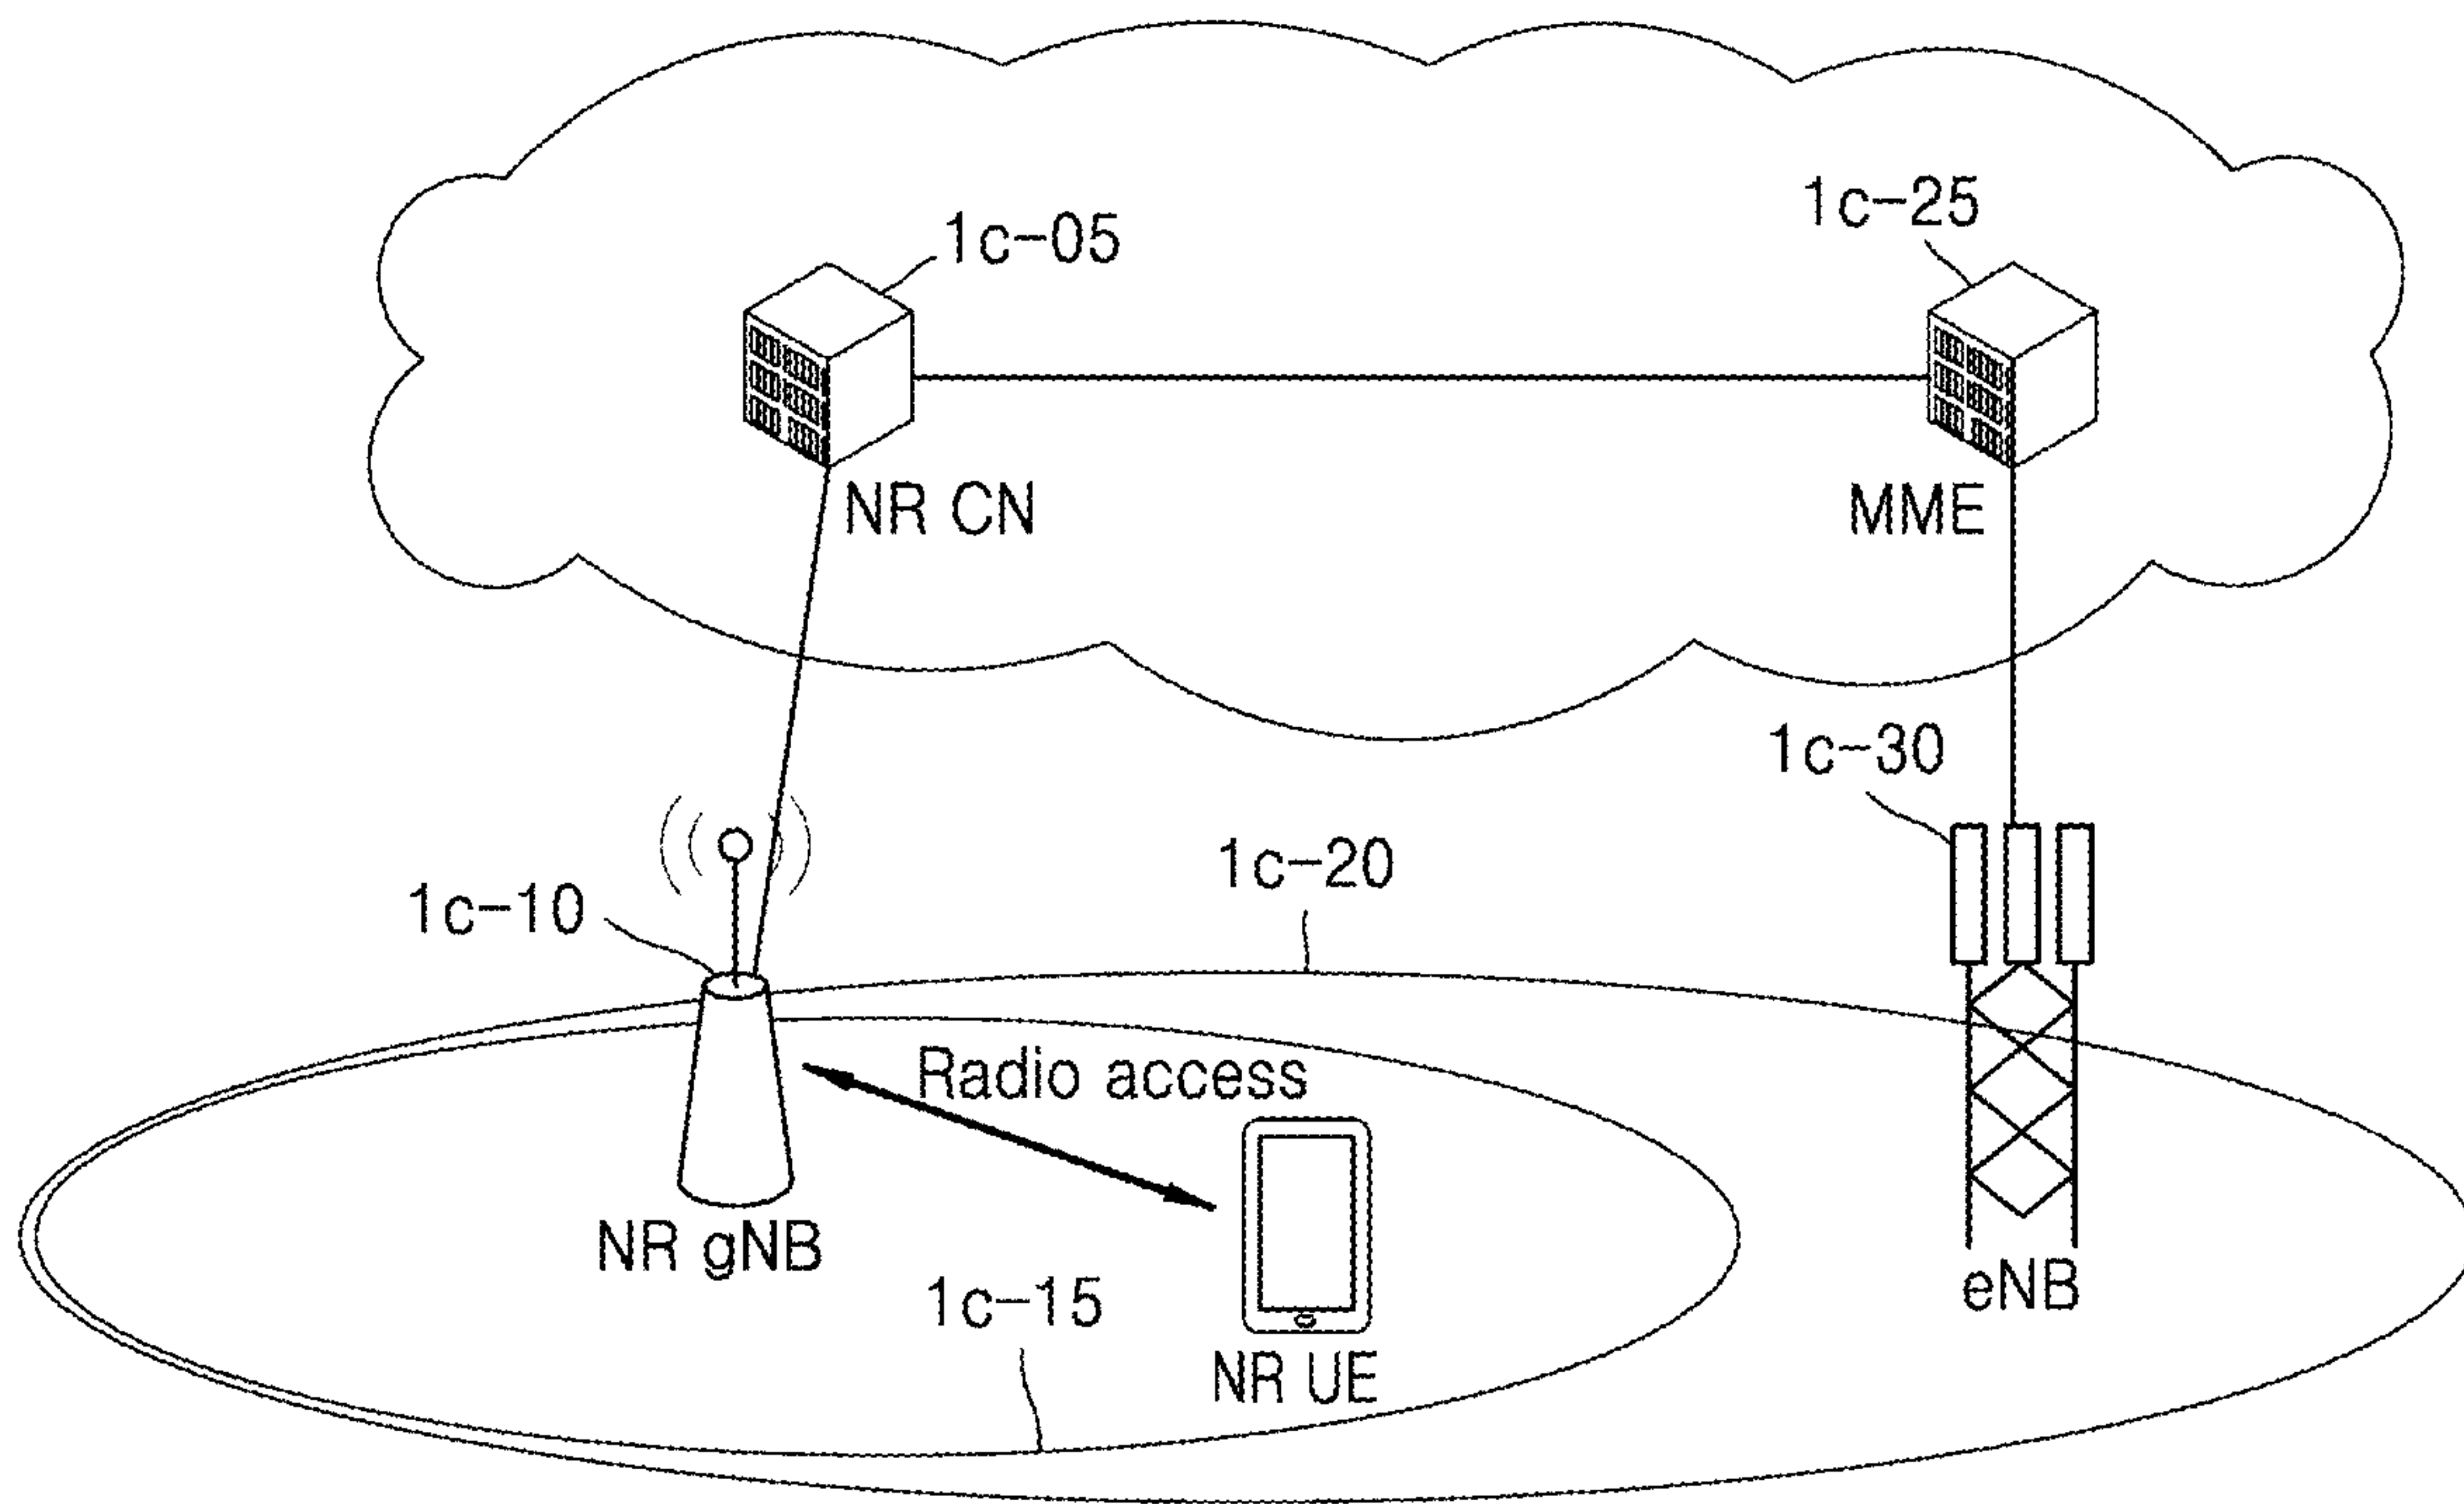 1c-25
1c-05
NR CN
MME
1c-30
1c-20
1c-10
Radio access
NR gNB
eNB
1c-15
NR UE